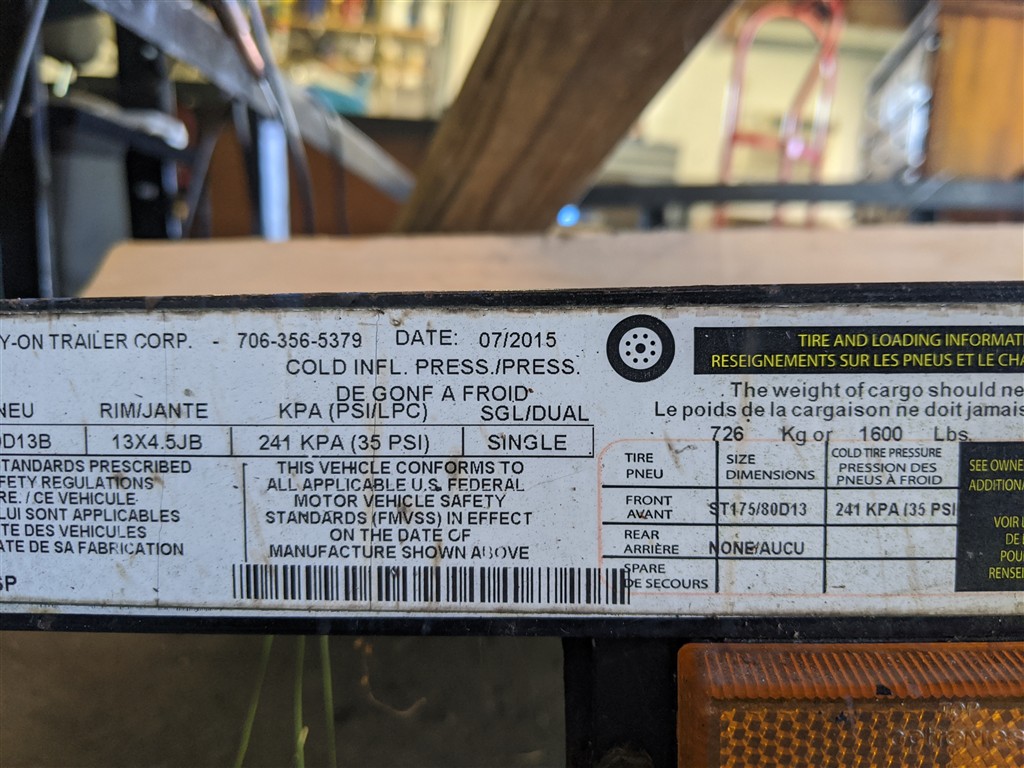 Y-ON TRAILER CORP. - 706-356-5379 DATE: 07/2015
COLD INFL. PRESS./PRESS.
DE GONF A FROID
NEU RIM/JANTE KPA (PSI/LPC) SGL/DUAL
0D13B 13X4.5JB 241 KPA (35 PSI) SINGLE
STANDARDS PRESCRIBED
FETY REGULATIONS
RE. / CE VEHICULE
LUI SONT APPLICABLES
TE DES VEHICULES
ATE DE SA FABRICATION
SP
THIS VEHICLE CONFORMS TO
ALL APPLICABLE U.S. FEDERAL
MOTOR VEHICLE SAFETY
STANDARDS (FMVSS) IN EFFECT
ON THE DATE OF
MANUFACTURE SHOWN ABOVE
TIRE AND LOADING INFORMAT
RESEIGNEMENTS SUR LES PNEUS ET LE CHA
The weight of cargo should ne
Le poids de la cargaison ne doit jamais
726 Kg or 1600 Lbs.
TIRE
PNEU
SIZE
DIMENSIONS
COLD TIRE PRESSURE
PRESSION DES
PNEUS À FROID
FRONT
AVANT
ST175/80D13 241 KPA (35 PSI
REAR
ARRIÈRE
NONE/AUCU
SPARE
DE SECOURS
SEE OWNE
ADDITIONA
VOIR
DE
POU
RENSEI